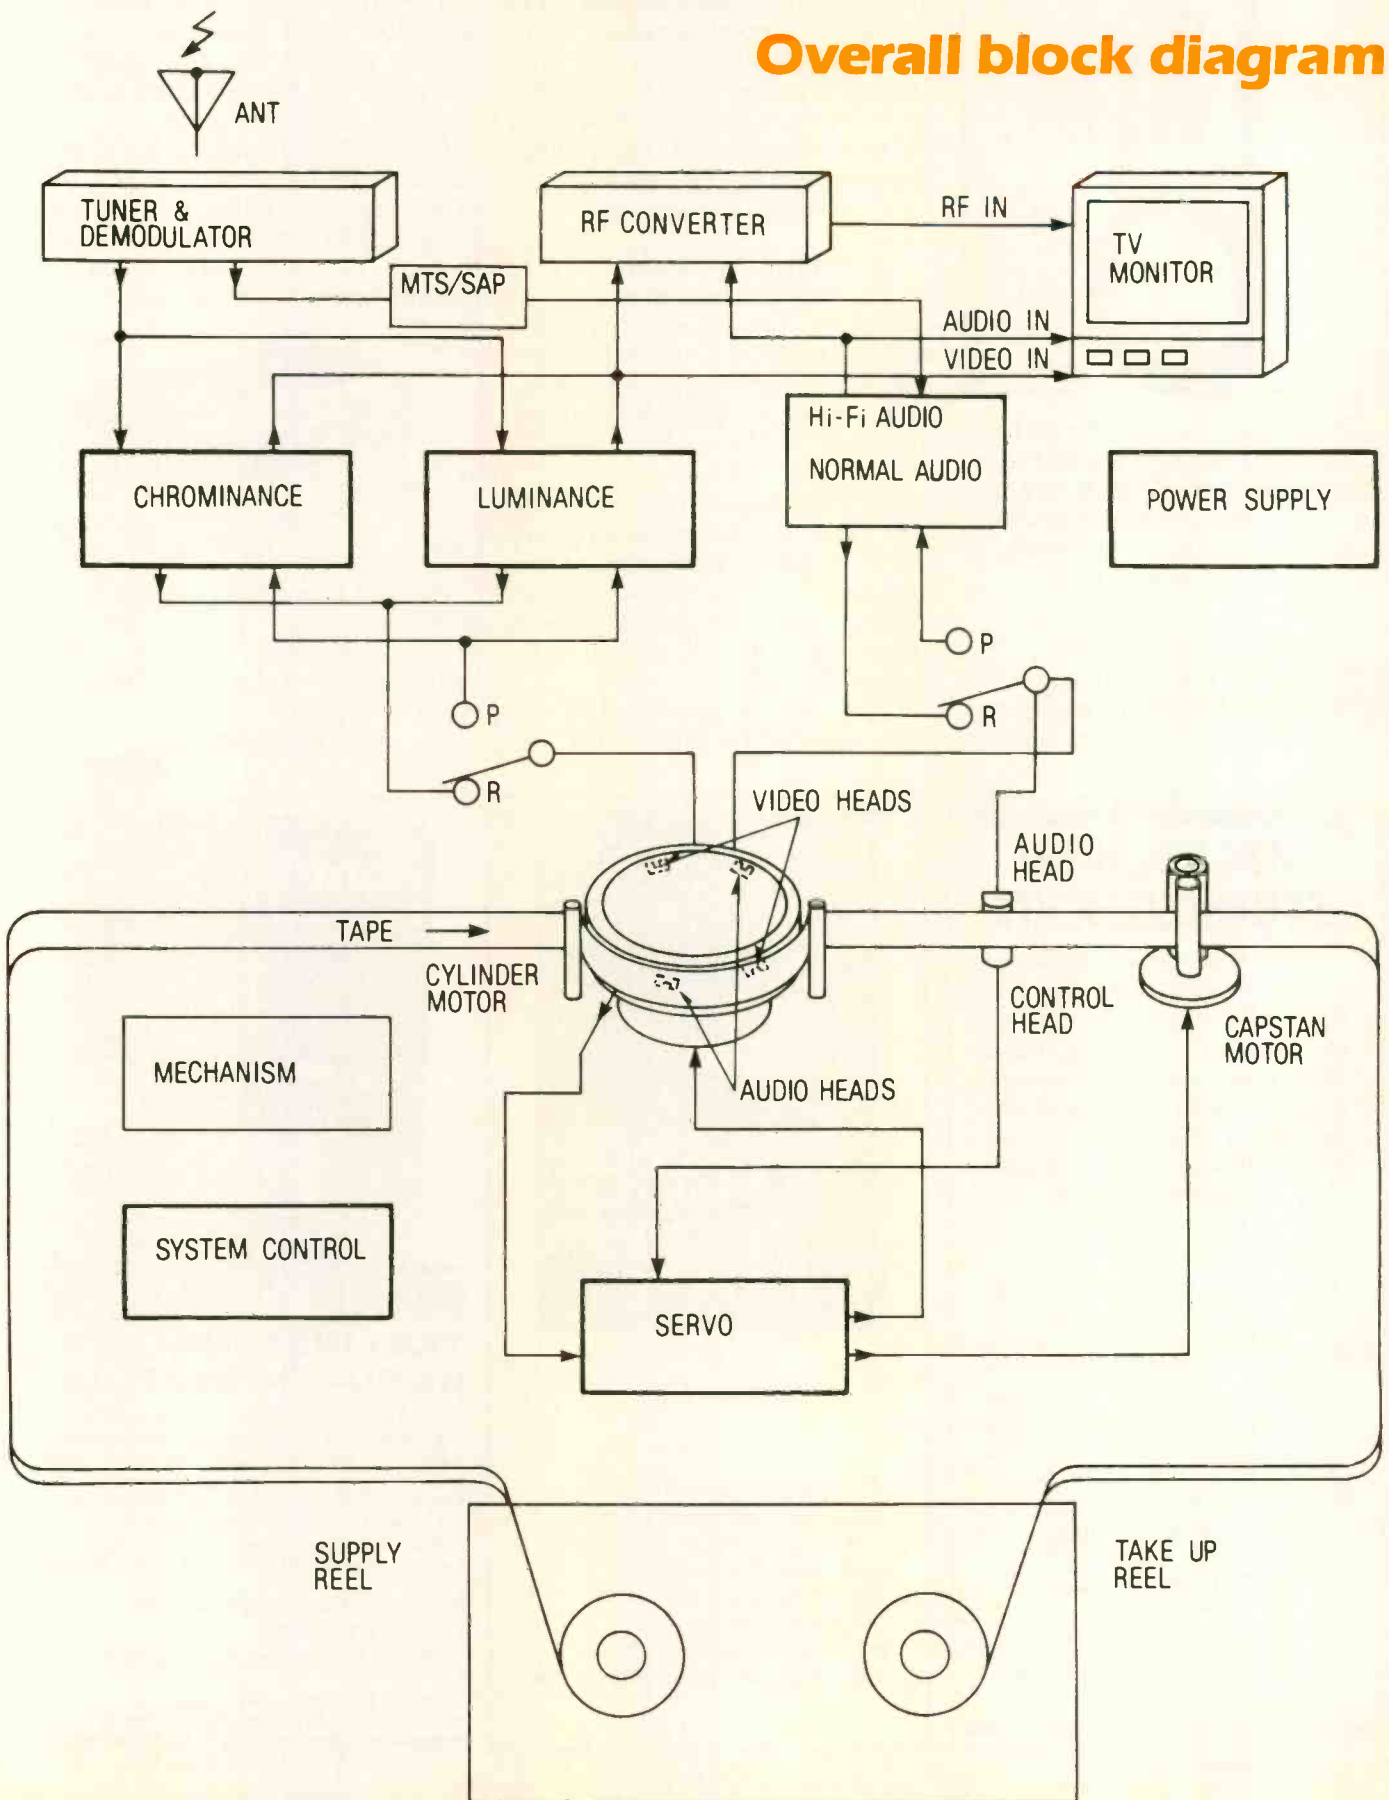 Overall block diagram
ANT
TUNER &
DEMODULATOR
MTS/SAP
RF CONVERTER
RF IN
TV
MONITOR
AUDIO IN
VIDEO IN
CHROMINANCE
LUMINANCE
Hi-Fi AUDIO
NORMAL AUDIO
POWER SUPPLY
P
R
P
R
VIDEO HEADS
AUDIO
HEAD
TAPE
CYLINDER
MOTOR
CONTROL
HEAD
CAPSTAN
MOTOR
MECHANISM
AUDIO HEADS
SYSTEM CONTROL
SERVO
SUPPLY
REEL
TAKE UP
REEL